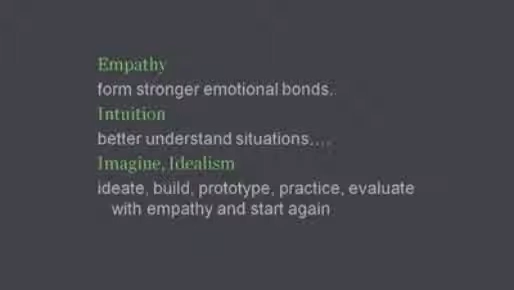 Empathy
form stronger emotional bonds.
Intuition
better understand situations....
Imagine, Idealism
ideate, build, prototype, practice, evaluate
with empathy and start again